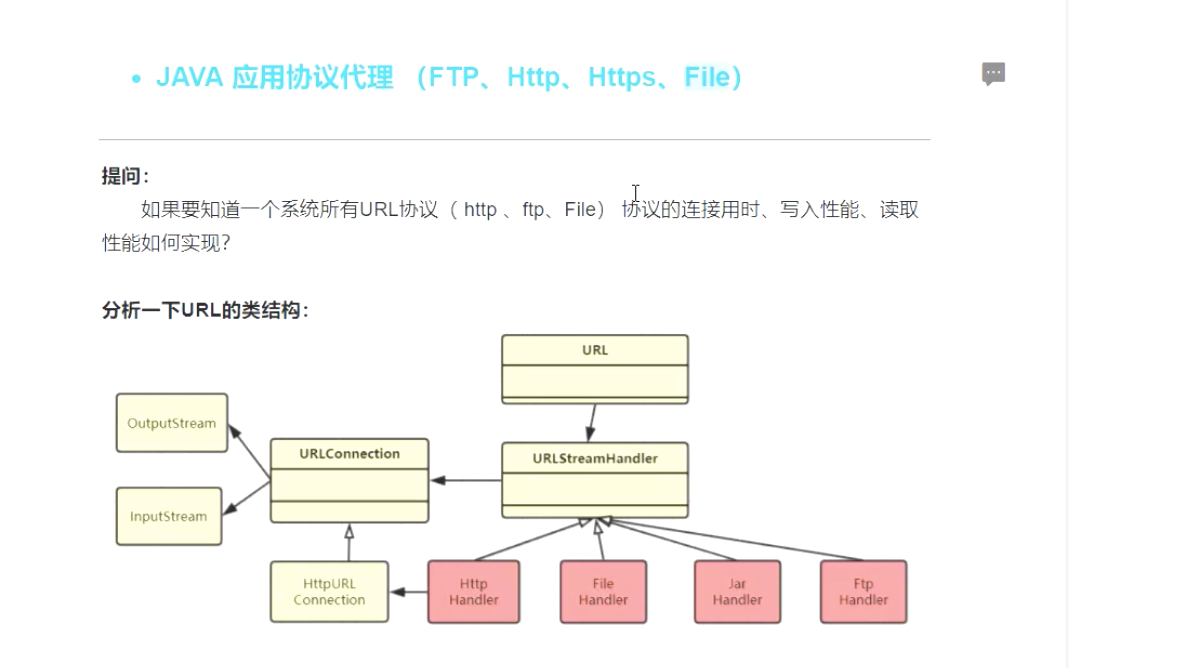 • JAVA 应用协议代理 （FTP、Http、Https、File）
提问：
如果要知道一个系统所有URL协议（ http 、ftp、File） 协议的连接用时、写入性能、读取
性能如何实现？
分析一下URL的类结构：
URL
OutputStream
URLConnection
URLStreamHandler
InputStream
HttpURL
Connection
Http
Handler
File
Handler
Jar
Handler
Ftp
Handler